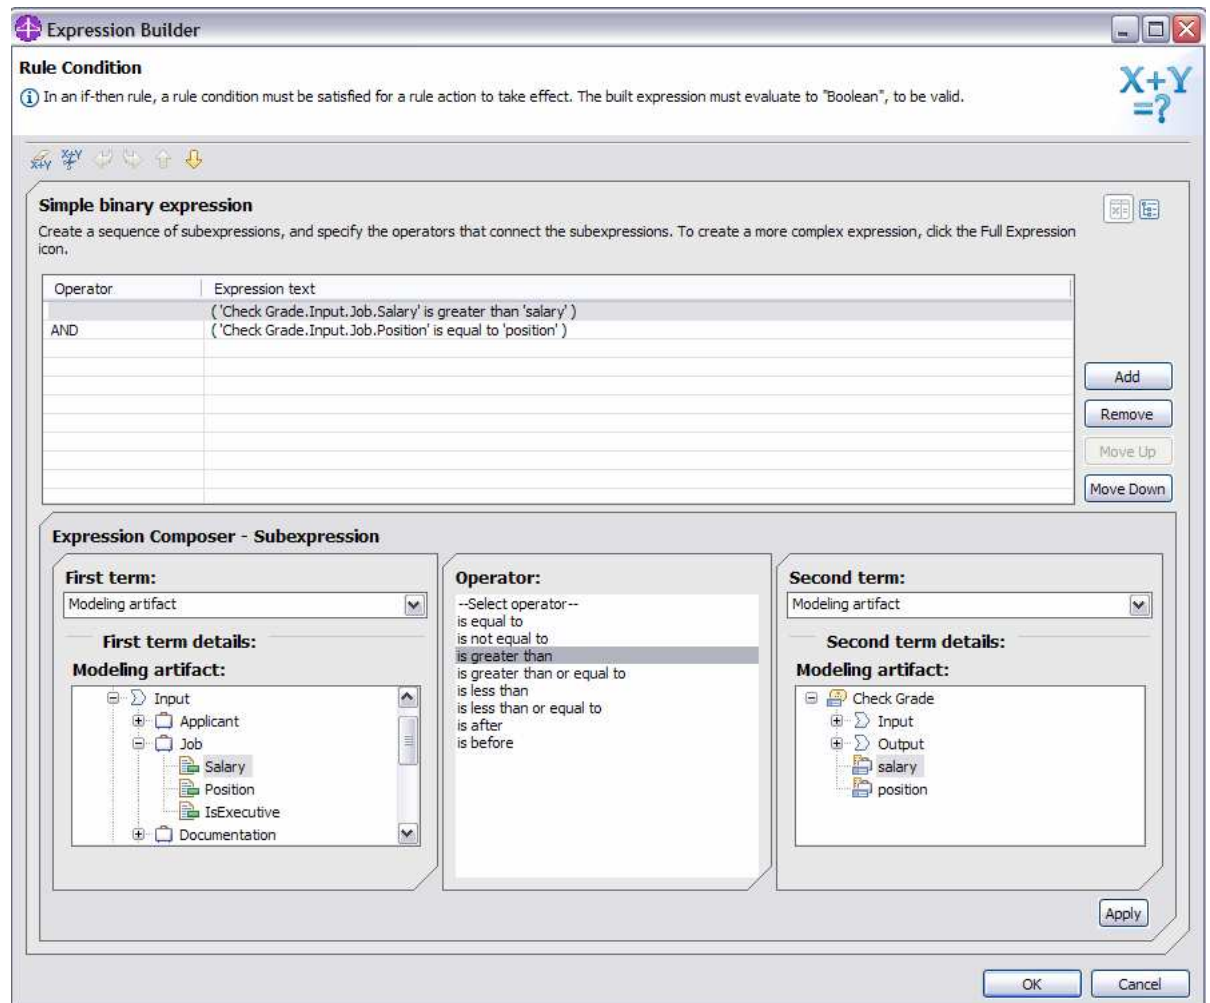 Expression Builder
Rule Condition
In an if-then rule, a rule condition must be satisfied for a rule action to take effect. The built expression must evaluate to "Boolean", to be valid.
X+Y
=?
X+Y X+Y
Simple binary expression
Create a sequence of subexpressions, and specify the operators that connect the subexpressions. To create a more complex expression, click the Full Expression
icon.
Operator Expression text
( 'Check Grade.Input.Job.Salary' is greater than 'salary' )
AND ( 'Check Grade.Input.Job.Position' is equal to 'position' )
Add
Remove
Move Up
Move Down
Expression Composer - Subexpression
First term:
Modeling artifact
First term details:
Modeling artifact:
Input
Applicant
Job
Salary
Position
IsExecutive
Documentation
Operator:
--Select operator--
is equal to
is not equal to
is greater than
is greater than or equal to
is less than
is less than or equal to
is after
is before
Second term:
Modeling artifact
Second term details:
Modeling artifact:
Check Grade
Input
Output
salary
position
Apply
OK Cancel